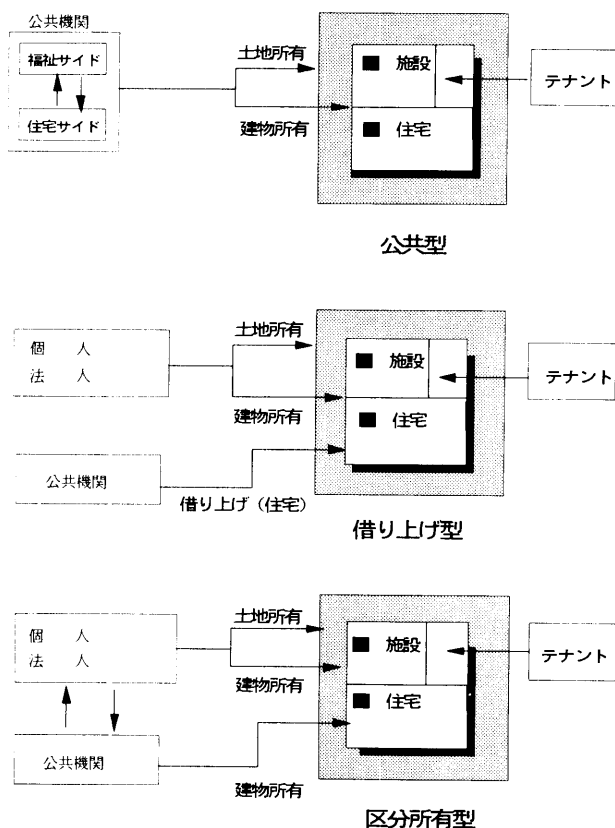 公共機関
福祉サイド
住宅サイド
土地所有
建物所有
■ 施設
■ 住宅
テナント
公共型
個 人
法 人
公共機関
土地所有
建物所有
借り上げ（住宅）
■ 施設
■ 住宅
テナント
借り上げ型
個 人
法 人
公共機関
土地所有
建物所有
建物所有
■ 施設
■ 住宅
テナント
区分所有型